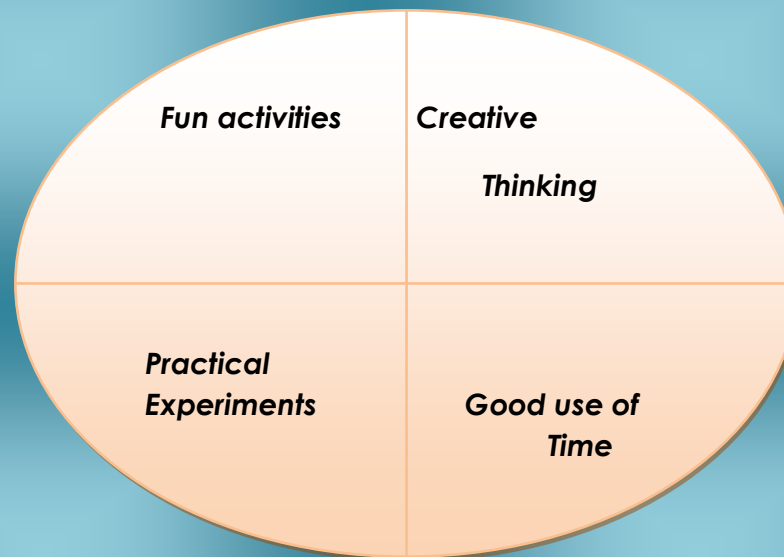 Fun activities
Creative
Thinking
Practical
Experiments
Good use of
Time